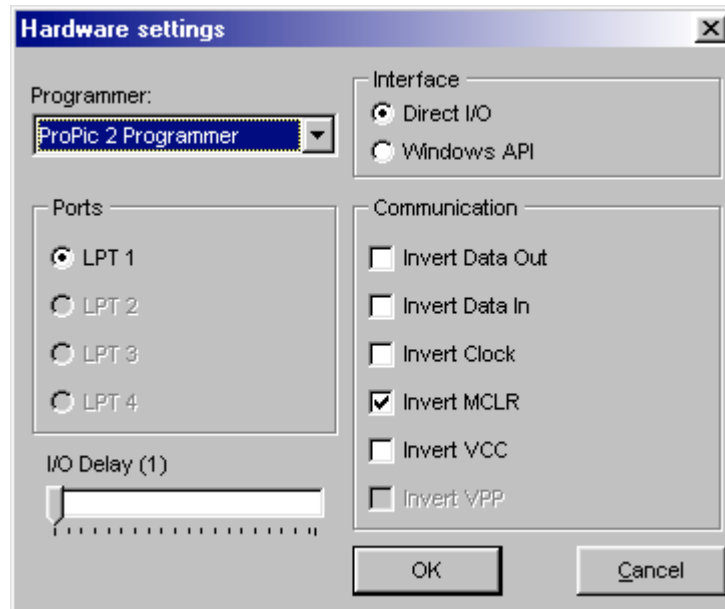 Hardware settings
Programmer:
ProPic 2 Programmer
Interface
Direct I/O
Windows API
Ports
LPT 1
LPT 2
LPT 3
LPT 4
I/O Delay (1)
Communication
Invert Data Out
Invert Data In
Invert Clock
Invert MCLR
Invert VCC
Invert VPP
OK
Cancel